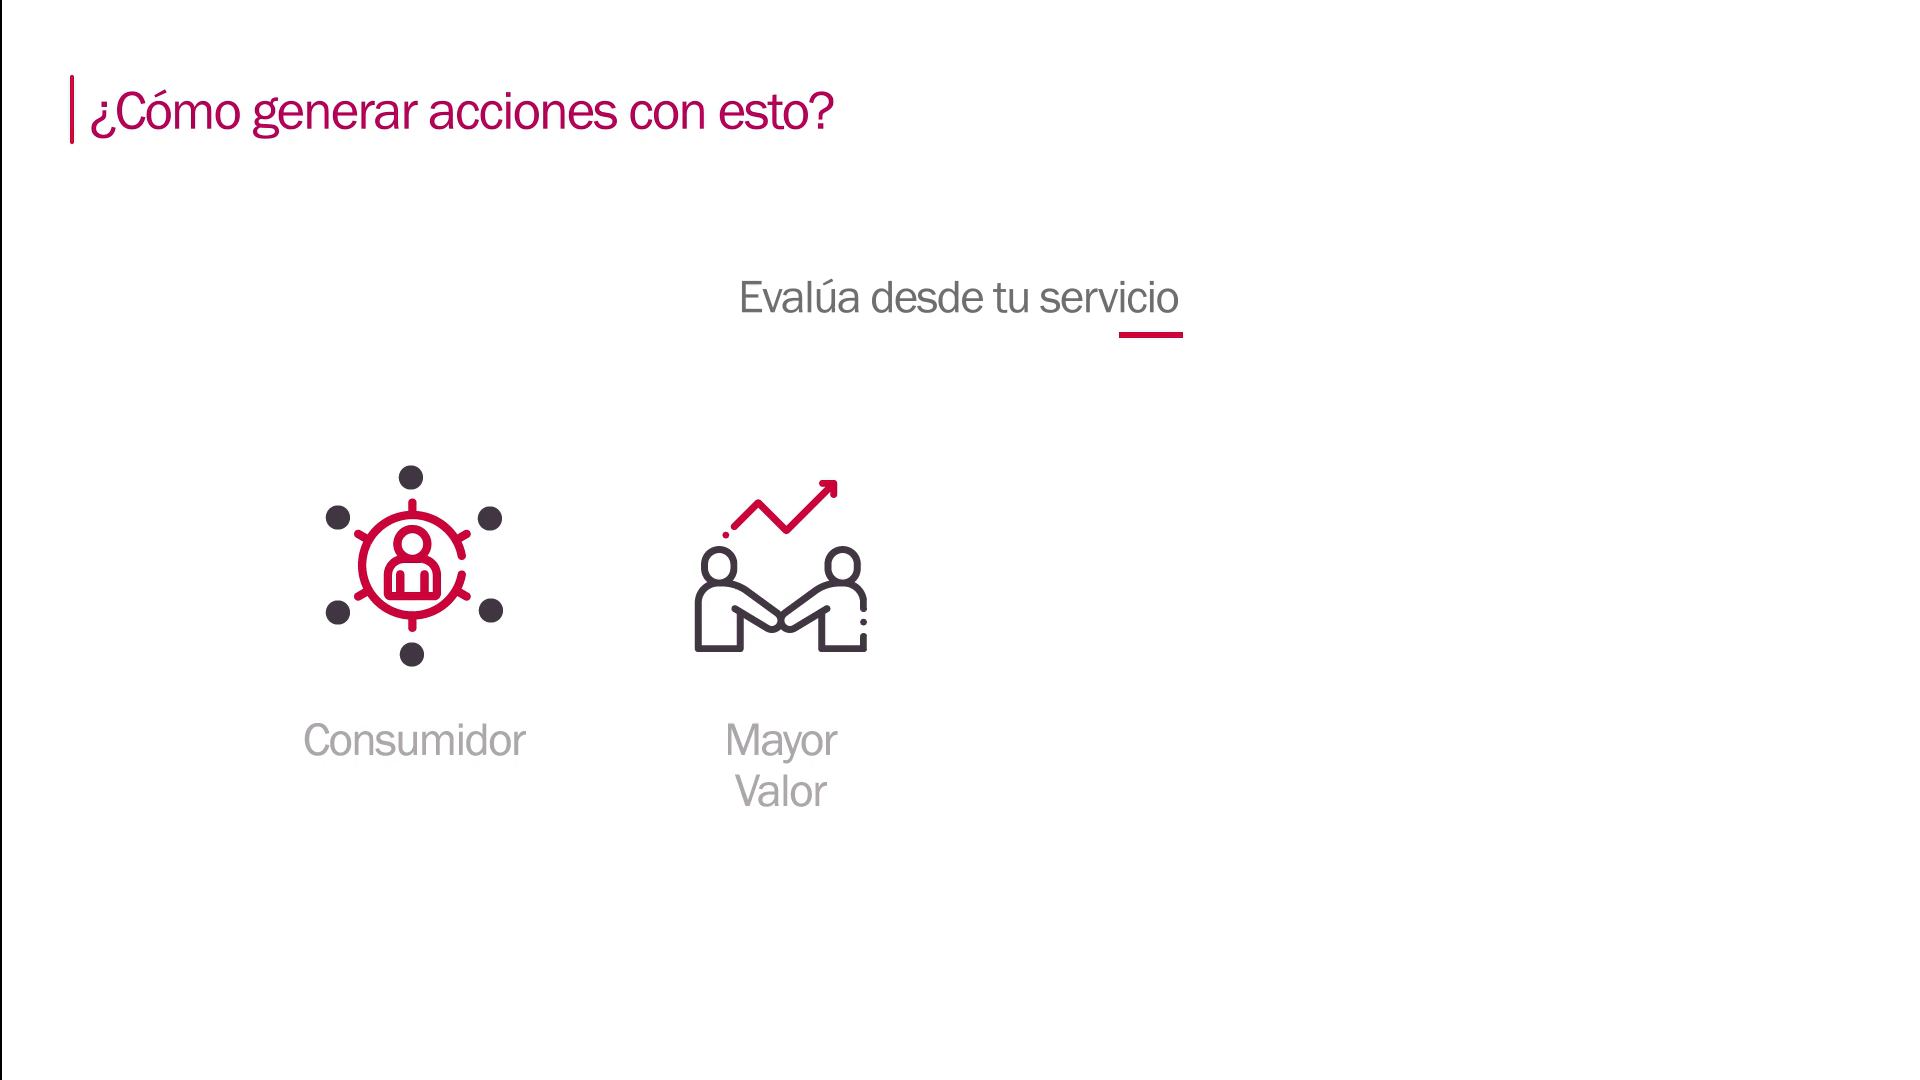 ¿Cómo generar acciones con esto?
Evalúa desde tu servicio
Consumidor
Mayor
Valor